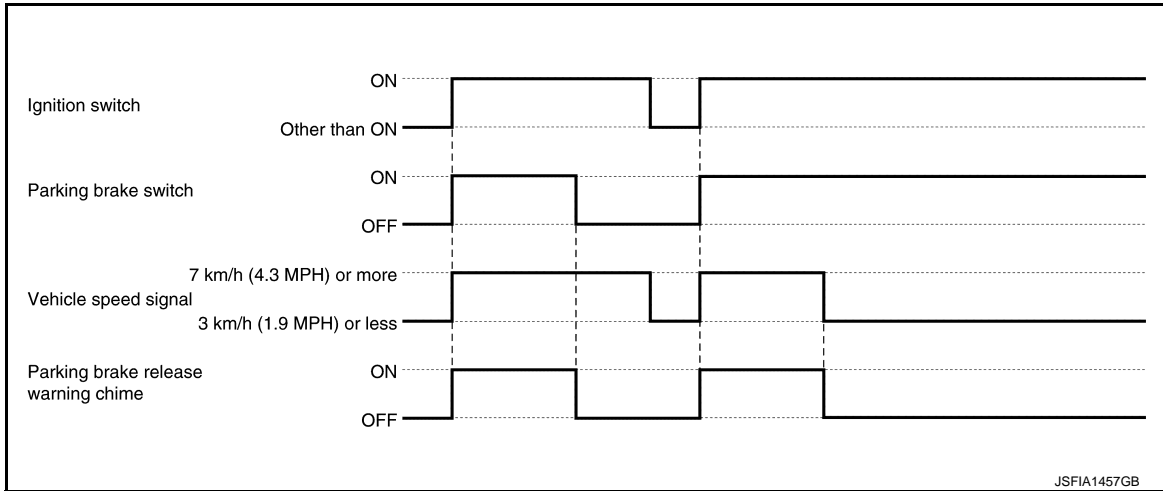 ON
Ignition switch
Other than ON
ON
Parking brake switch
OFF
7 km/h (4.3 MPH) or more
Vehicle speed signal
3 km/h (1.9 MPH) or less
Parking brake release
warning chime
ON
OFF
JSFIA1457GB